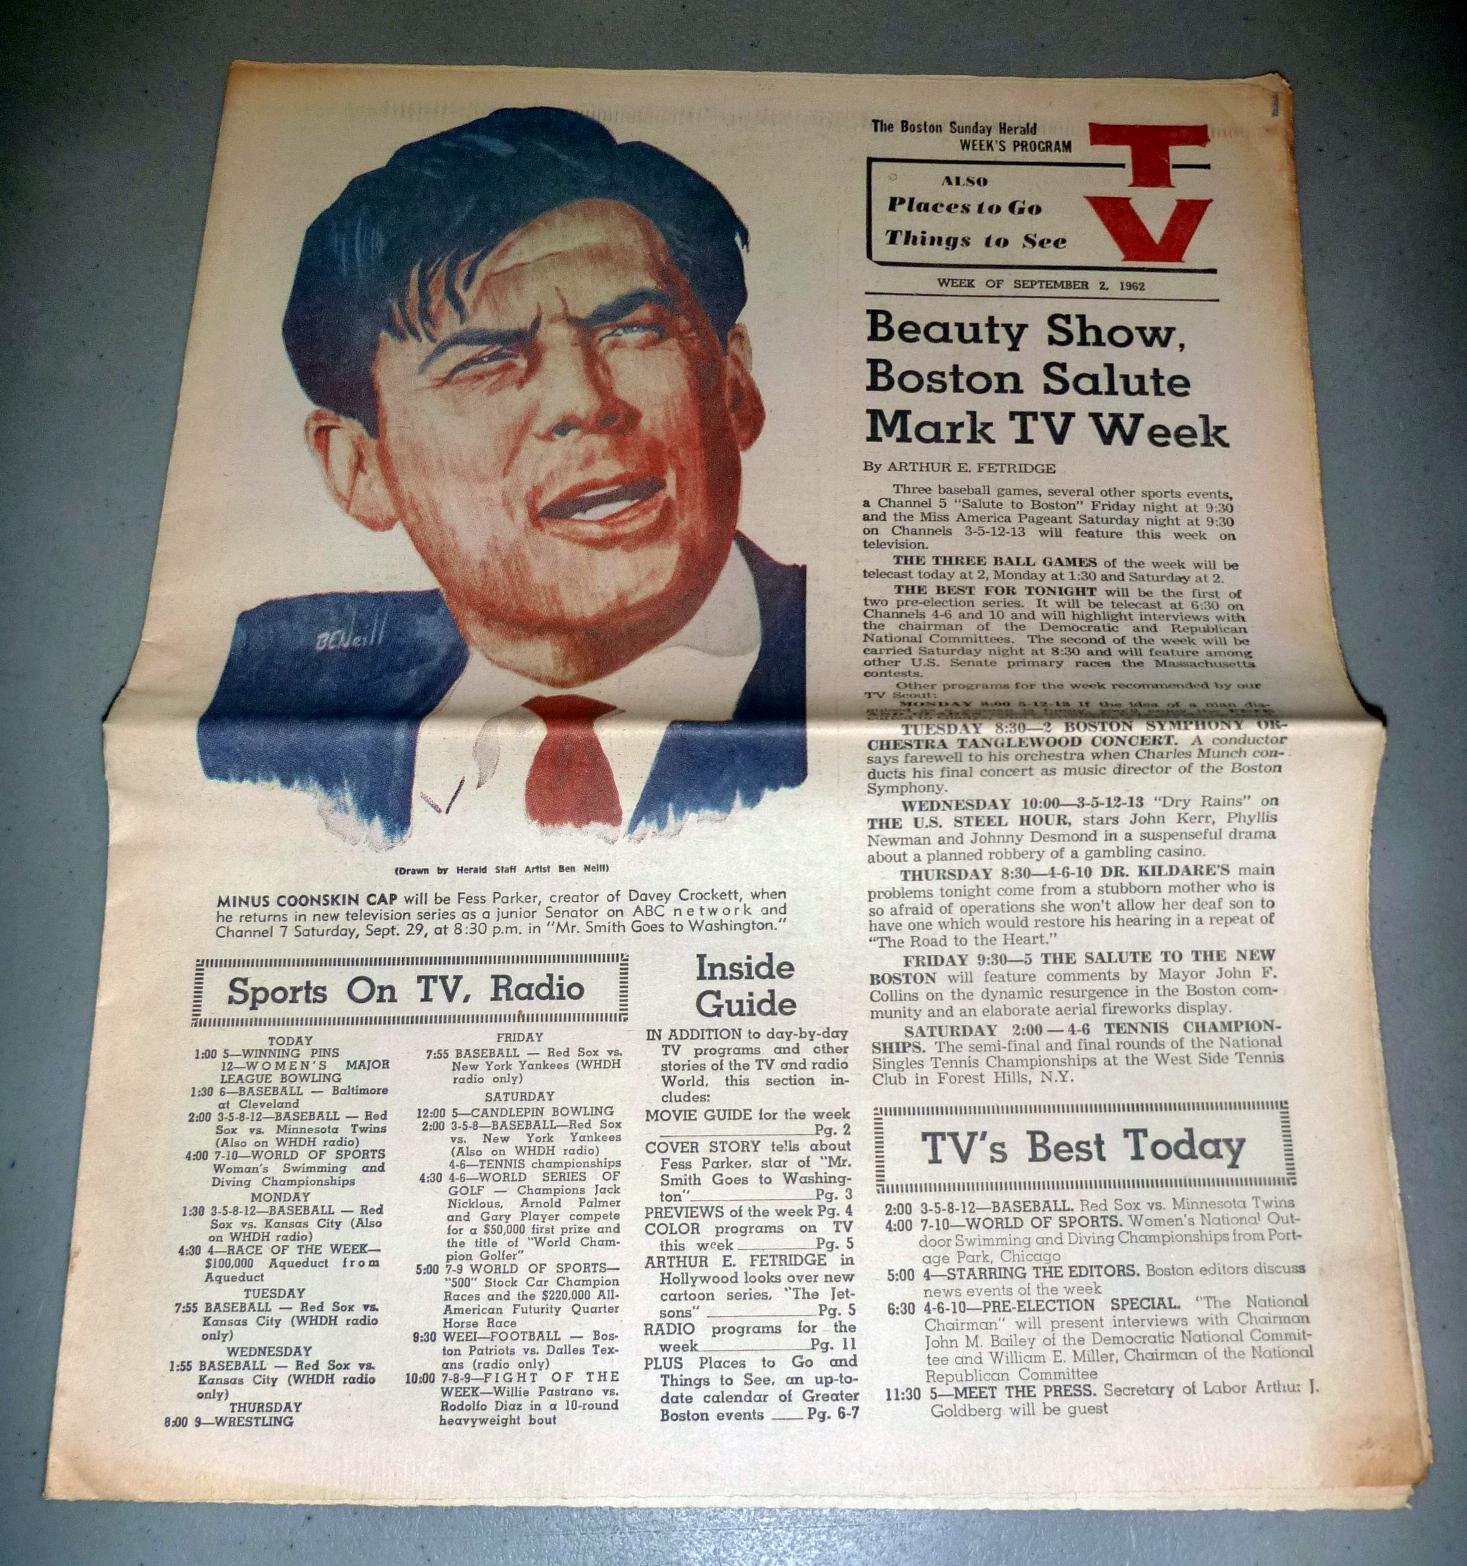 The Boston Sunday Herald
WEEK'S PROGRAM
TV
ALSO
Places to Go
Things to See
WEEK OF SEPTEMBER 2, 1962
Beauty Show,
Boston Salute
Mark TV Week
By ARTHUR E. FETRIDGE
Three baseball games, several other sports events,
a Channel 5 "Salute to Boston" Friday night at 9:30
and the Miss America Pageant Saturday night at 9:30
on Channels 3-5-12-13 will feature this week on
television.
THE THREE BALL GAMES of the week will be
telecast today at 2, Monday at 1:30 and Saturday at 2.
THE BEST FOR TONIGHT will be the first of
two pre-election series. It will be telecast at 6:30 on
Channels 4-6 and 10 and will highlight interviews with
the chairman of the Democratic and Republican
National Committees. The second of the week will be
carried Saturday night at 8:30 and will feature among
other U.S. Senate primary races the Massachusetts
contests.
Other programs for the week recommended by our
TV Scout:
MONDAY 8:00 5-12-13 If the idea of a man
TUESDAY 8:30—2 BOSTON SYMPHONY OR-
CHESTRA TANGLEWOOD CONCERT. A conductor
says farewell to his orchestra when Charles Munch con-
ducts his final concert as music director of the Boston
Symphony.
WEDNESDAY 10:00—3-5-12-13 "Dry Rains" on
THE U.S. STEEL HOUR, stars John Kerr, Phyllis
Newman and Johnny Desmond in a suspenseful drama
about a planned robbery of a gambling casino.
THURSDAY 8:30—4-6-10 DR. KILDARE'S main
problems tonight come from a stubborn mother who is
so afraid of operations she won't allow her deaf son to
have one which would restore his hearing in a repeat of
"The Road to the Heart."
FRIDAY 9:30—5 THE SALUTE TO THE NEW
BOSTON will feature comments by Mayor John F.
Collins on the dynamic resurgence in the Boston com-
munity and an elaborate aerial fireworks display.
SATURDAY 2:00—4-6 TENNIS CHAMPION-
SHIPS. The semi-final and final rounds of the National
Singles Tennis Championships at the West Side Tennis
Club in Forest Hills, N.Y.
BENeill
(Drawn by Herald Staff Artist Ben Neill)
MINUS COONSKIN CAP will be Fess Parker, creator of Davey Crockett, when
he returns in new television series as a junior Senator on ABC network and
Channel 7 Saturday, Sept. 29, at 8:30 p.m. in "Mr. Smith Goes to Washington."
Sports On TV, Radio
TODAY
1:00 5—WINNING PINS
12—WOMEN'S MAJOR
LEAGUE BOWLING
1:30 6—BASEBALL — Baltimore
at Cleveland
2:00 3-5-8-12—BASEBALL — Red
Sox vs. Minnesota Twins
(Also on WHDH radio)
4:00 7-10—WORLD OF SPORTS
Woman's Swimming and
Diving Championships
MONDAY
1:30 3-5-8-12—BASEBALL — Red
Sox vs. Kansas City (Also
on WHDH radio)
4:30 4—RACE OF THE WEEK—
$100,000 Aqueduct from
Aqueduct
TUESDAY
7:55 BASEBALL — Red Sox vs.
Kansas City (WHDH radio
only)
WEDNESDAY
1:55 BASEBALL — Red Sox vs.
Kansas City (WHDH radio
only)
THURSDAY
8:00 9—WRESTLING
FRIDAY
7:55 BASEBALL — Red Sox vs.
New York Yankees (WHDH
radio only)
SATURDAY
12:00 5—CANDLEPIN BOWLING
2:00 3-5-8—BASEBALL—Red Sox
vs. New York Yankees
(Also on WHDH radio)
4-6—TENNIS championships
4:30 4-6—WORLD SERIES OF
GOLF — Champions Jack
Nicklous, Arnold Palmer
and Gary Player compete
for a $50,000 first prize and
the title of "World Cham-
pion Golfer"
5:00 7-9 WORLD OF SPORTS—
"500" Stock Car Champion
Races and the $220,000 All-
American Futurity Quarter
Horse Race
9:30 WEEI—FOOTBALL — Bos-
ton Patriots vs. Dalles Tex-
ans (radio only)
10:00 7-8-9—FIGHT OF THE
WEEK—Willie Pastrano vs.
Rodolfo Diaz in a 10-round
heavyweight bout
Inside
Guide
IN ADDITION to day-by-day
TV programs and other
stories of the TV and radio
World, this section in-
cludes:
MOVIE GUIDE for the week
Pg. 2
COVER STORY tells about
Fess Parker, star of "Mr.
Smith Goes to Washing-
ton" Pg. 3
PREVIEWS of the week Pg. 4
COLOR programs on TV
this week Pg. 5
ARTHUR E. FETRIDGE in
Hollywood looks over new
cartoon series, "The Jet-
sons" Pg. 5
RADIO programs for the
week Pg. 11
PLUS Places to Go and
Things to See, an up-to-
date calendar of Greater
Boston events Pg. 6-7
TV's Best Today
2:00 3-5-8-12—BASEBALL. Red Sox vs. Minnesota Twins
4:00 7-10—WORLD OF SPORTS. Women's National Out-
door Swimming and Diving Championships from Port-
age Park, Chicago
5:00 4—STARRING THE EDITORS. Boston editors discuss
news events of the week
6:30 4-6-10—PRE-ELECTION SPECIAL. "The National
Chairman" will present interviews with Chairman
John M. Bailey of the Democratic National Commit-
tee and William E. Miller, Chairman of the National
Republican Committee
11:30 5—MEET THE PRESS. Secretary of Labor Arthur J.
Goldberg will be guest